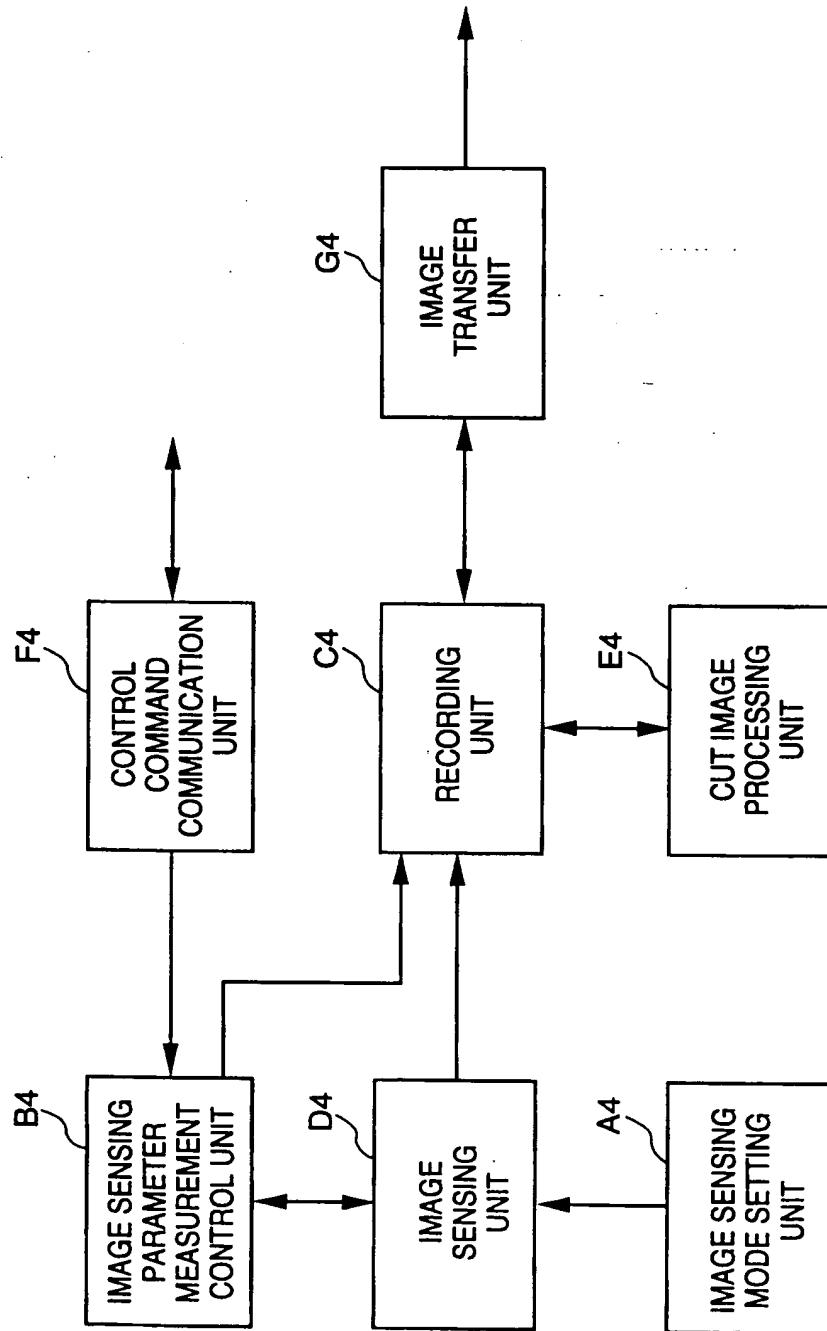 B4
IMAGE SENSING
PARAMETER
MEASUREMENT
CONTROL UNIT
F4
CONTROL
COMMAND
COMMUNICATION
UNIT
D4
IMAGE
SENSING
UNIT
C4
RECORDING
UNIT
G4
IMAGE
TRANSFER
UNIT
A4
IMAGE SENSING
MODE SETTING
UNIT
E4
CUT IMAGE
PROCESSING
UNIT